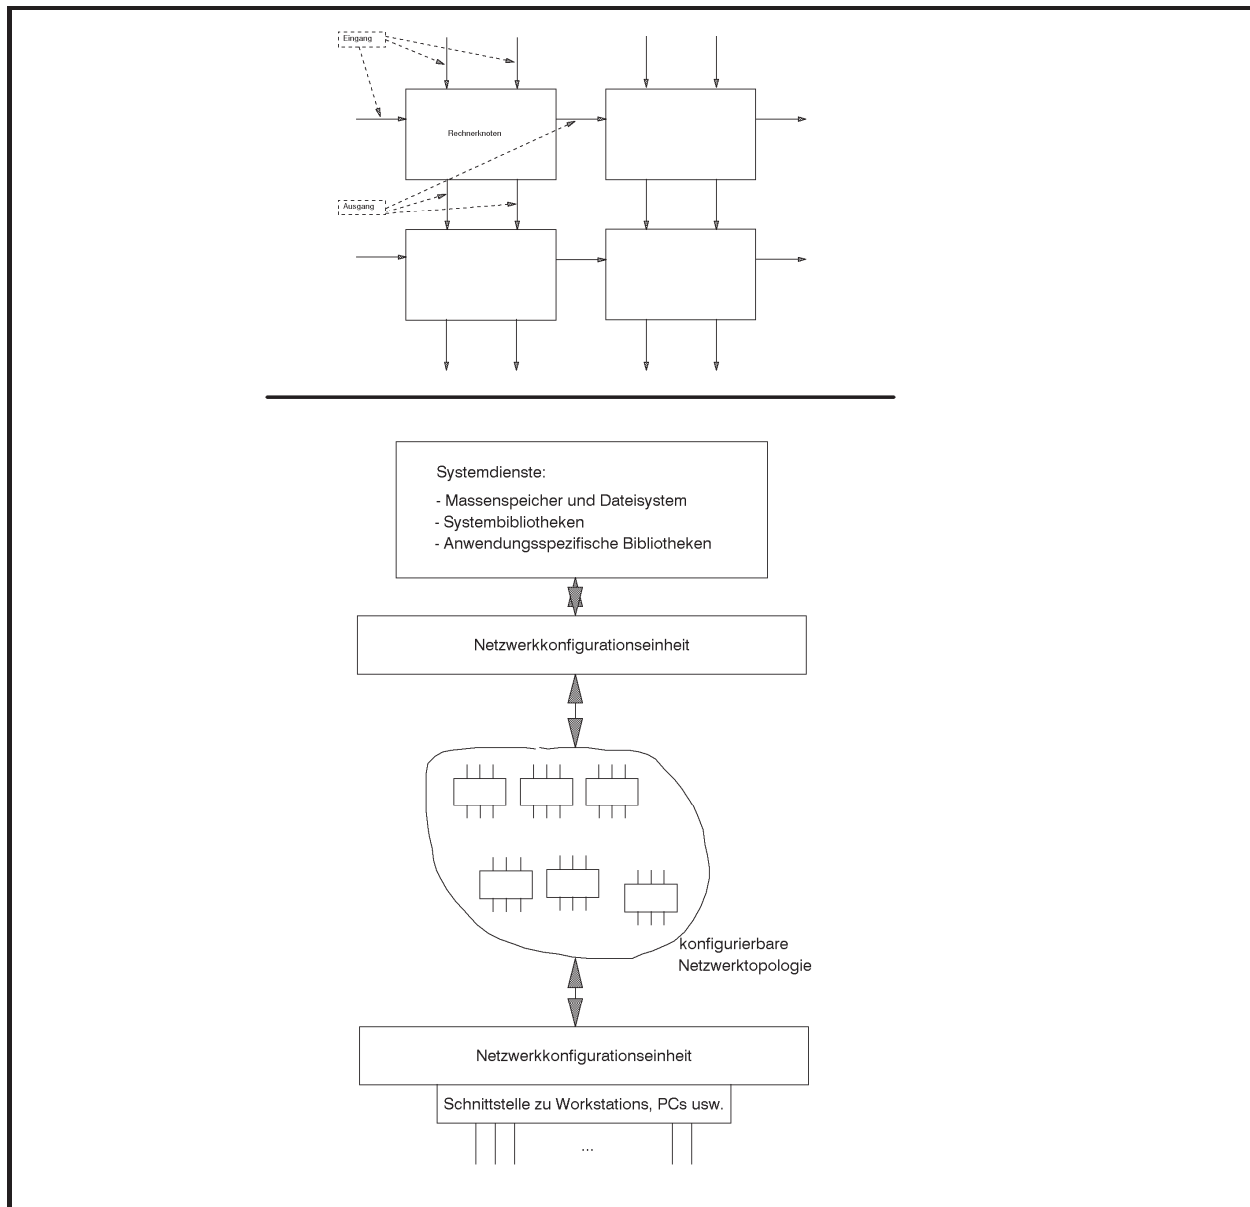 Eingang
Rechnerknoten
Ausgang
Systemdienste:
- Massenspeicher und Dateisystem
- Systembibliotheken
- Anwendungsspezifische Bibliotheken
Netzwerkkonfigurationseinheit
konfigurierbare
Netzwerktopologie
Netzwerkkonfigurationseinheit
Schnittstelle zu Workstations, PCs usw.
...